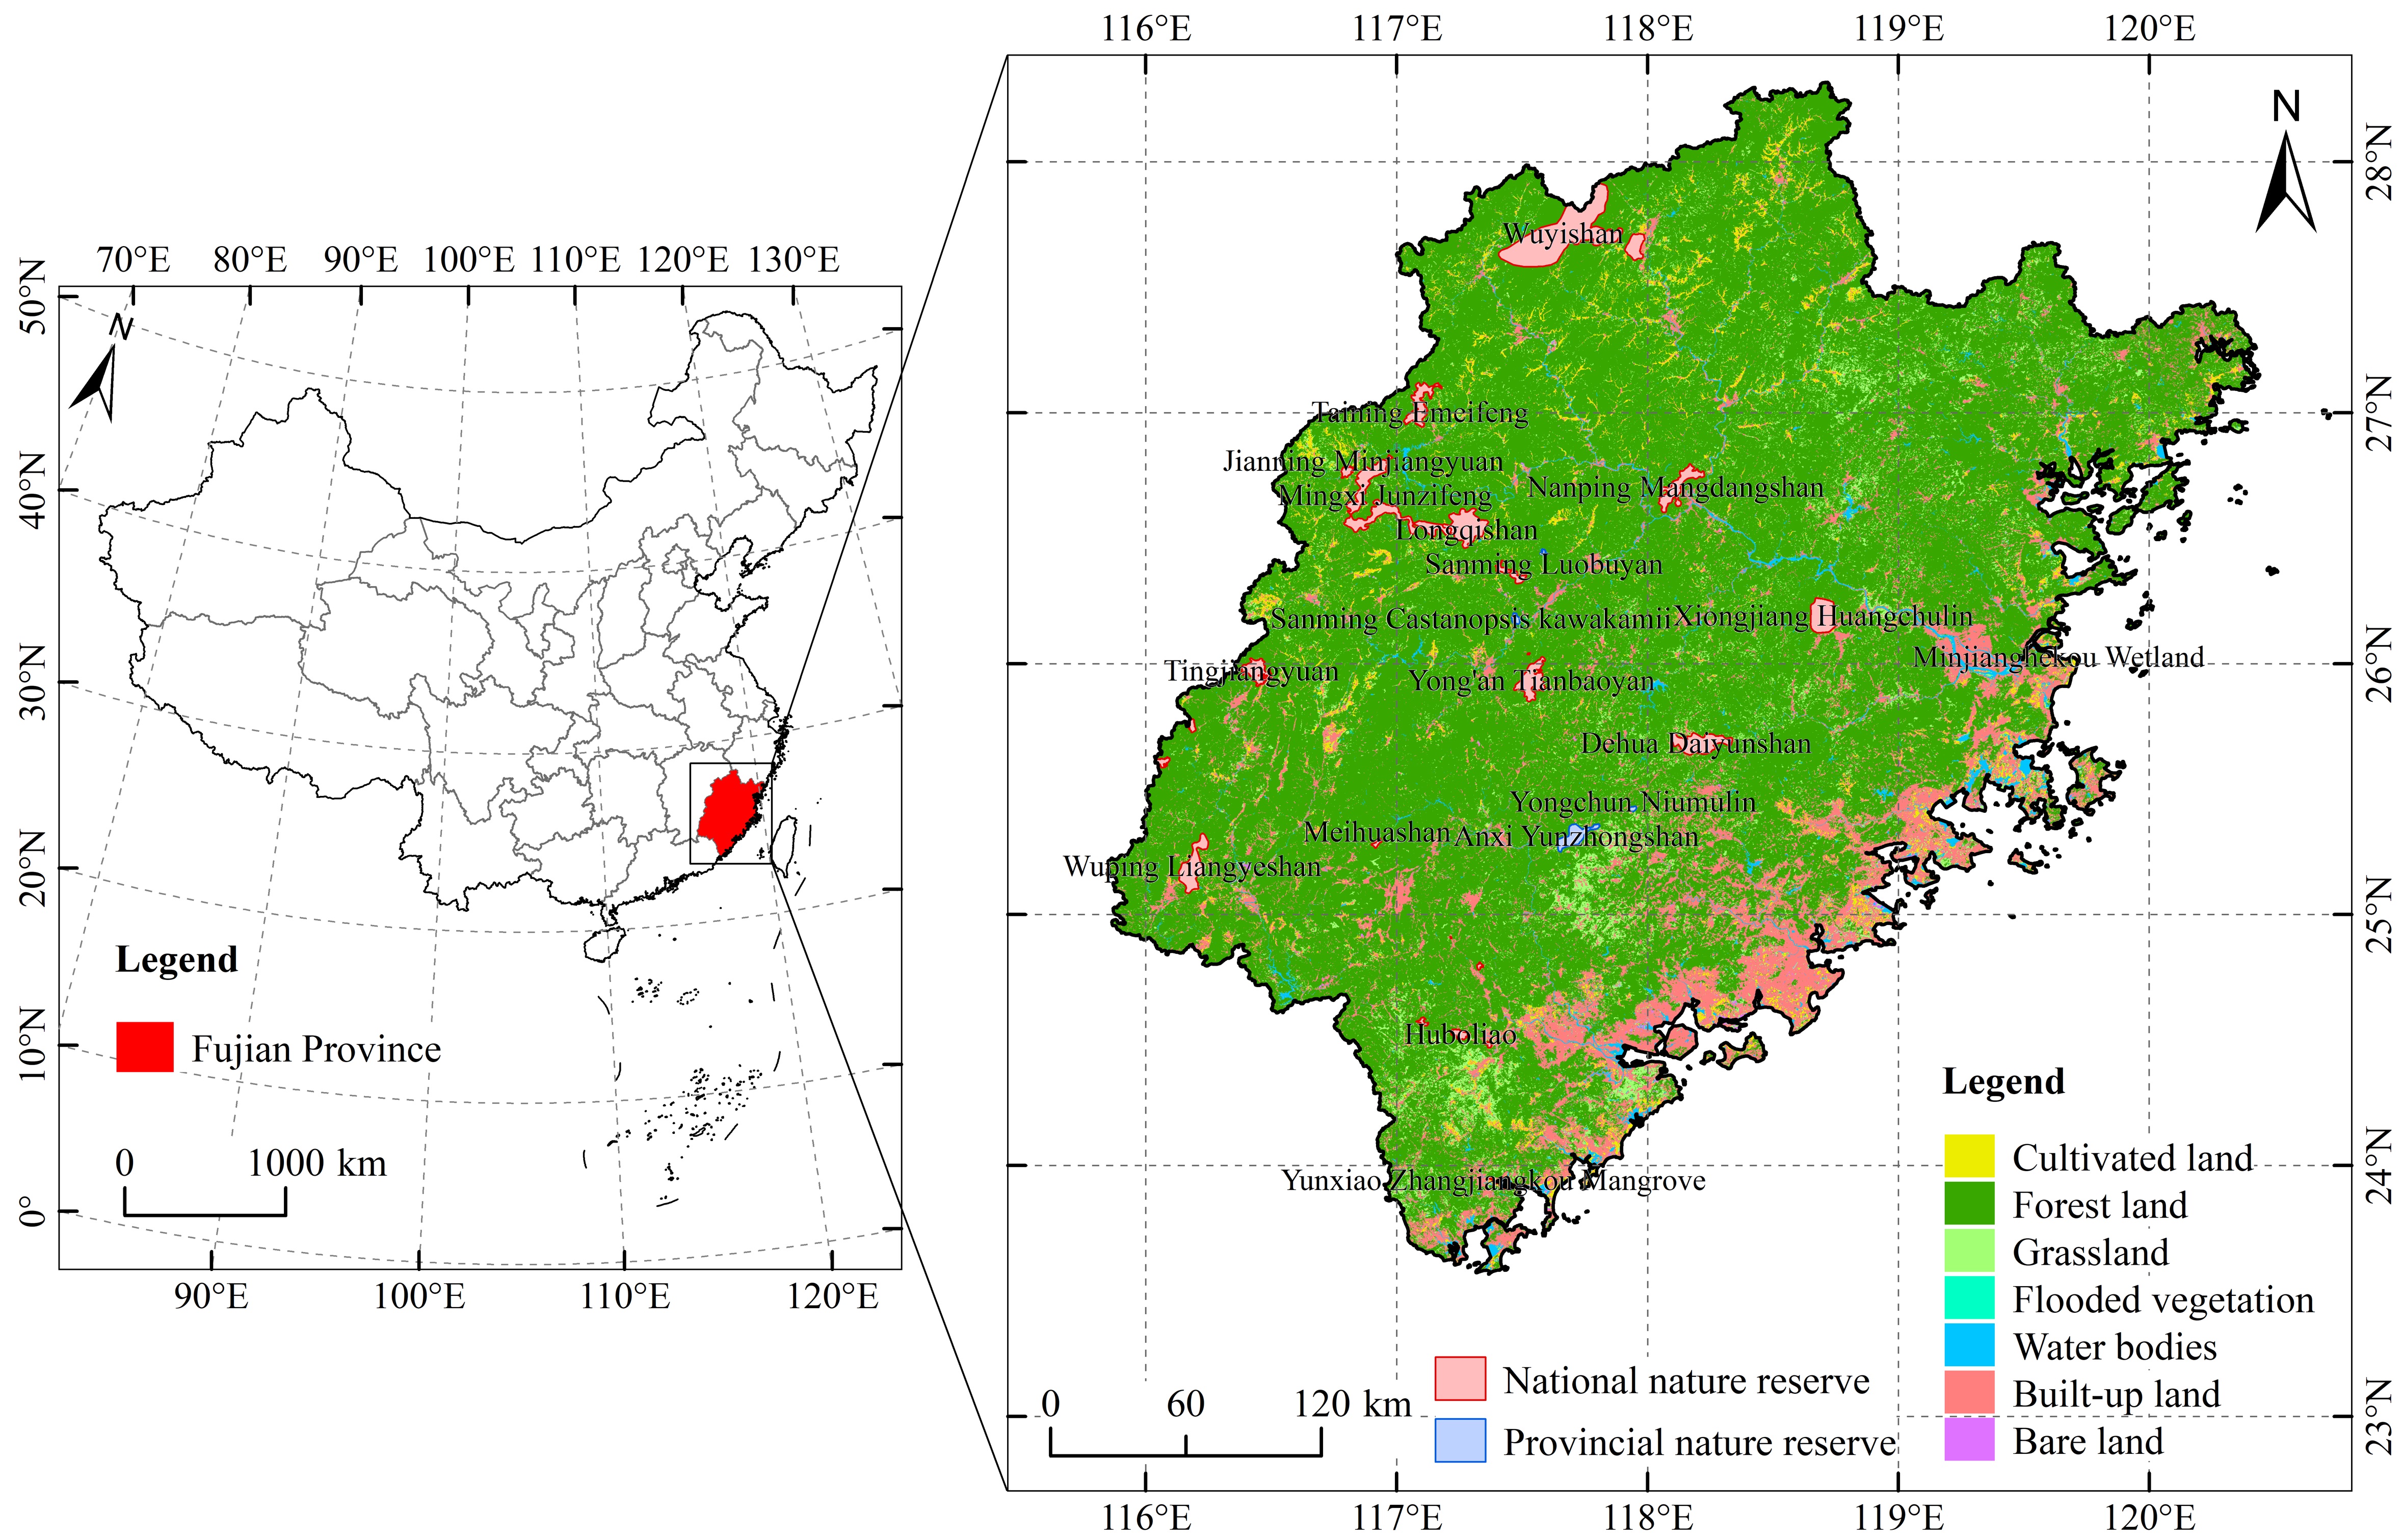 70°E 80°E 90°E 100°E 110°E 120°E 130°E
50°N
40°N
30°N
20°N
10°N
0°
N
Legend
Fujian Province
0 1000 km
90°E 100°E 110°E 120°E
116°E 117°E 118°E 119°E 120°E
N
28°N
27°N
26°N
25°N
24°N
23°N
Wuyishan
Taining Emeifeng
Jianning Minjiangyuan
Mingxi Junzifeng
Nanping Mangdangshan
Longqishan
Sanming Luobuyan
Sanming Castanopsis kawakamii
Xiongjiang Huangchulin
Minjianghekou Wetland
Tingjiangyuan
Yong'an Tianbaoyan
Dehua Daiyunshan
Yongchun Niumulin
Meihuashan
Anxi Yunzhongshan
Wuping Liangyeshan
Huboliao
Yunxiao Zhangjiangkou Mangrove
Legend
Cultivated land
Forest land
Grassland
Flooded vegetation
Water bodies
Built-up land
Bare land
National nature reserve
Provincial nature reserve
0 60 120 km
116°E 117°E 118°E 119°E 120°E